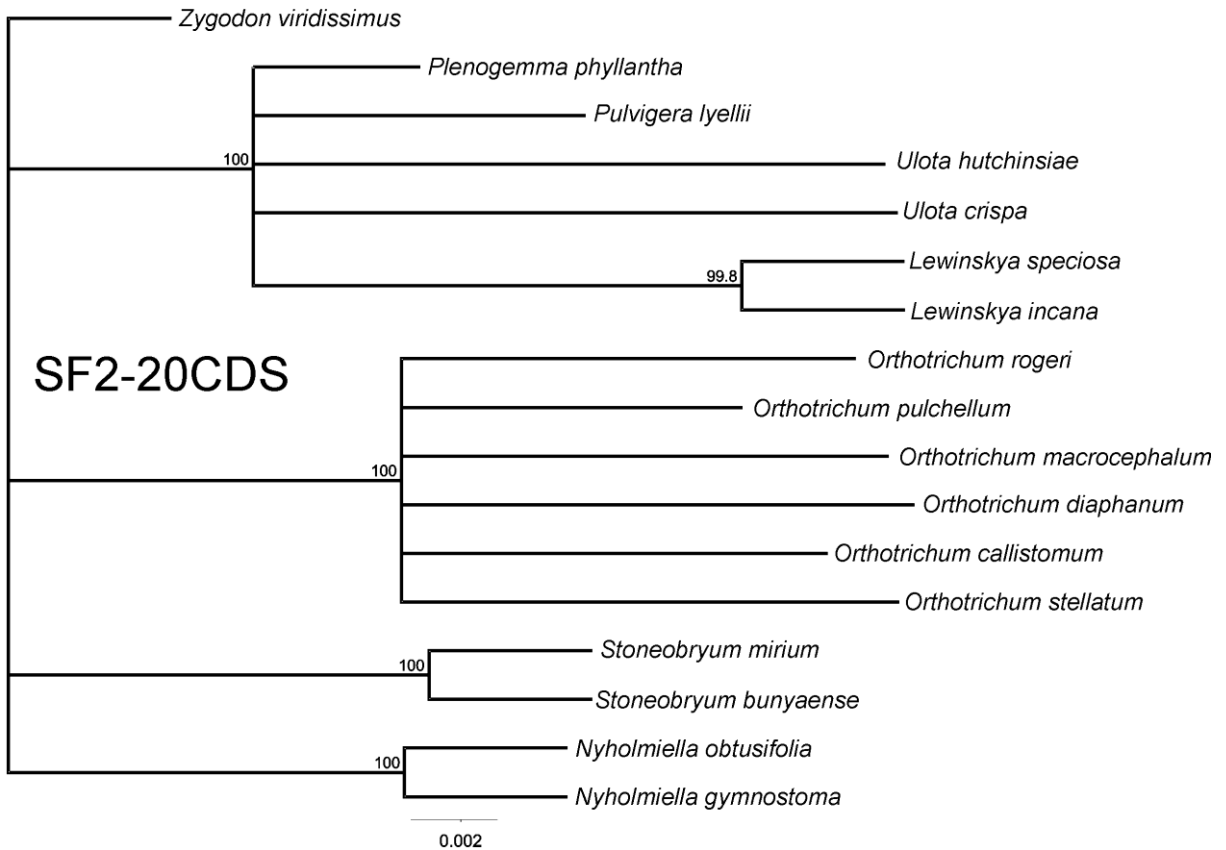 Zygodon viridissimus
Plenogemma phyllantha
Pulvigera lyellii
100
Ulota hutchinsiae
Ulota crispa
Lewinskya speciosa
99.8
Lewinskya incana
SF2-20CDS
Orthotrichum rogeri
Orthotrichum pulchellum
Orthotrichum macrocephalum
100
Orthotrichum diaphanum
Orthotrichum callistomum
Orthotrichum stellatum
Stoneobryum mirium
100
Stoneobryum bunyaense
Nyholmiella obtusifolia
100
Nyholmiella gymnostoma
0.002